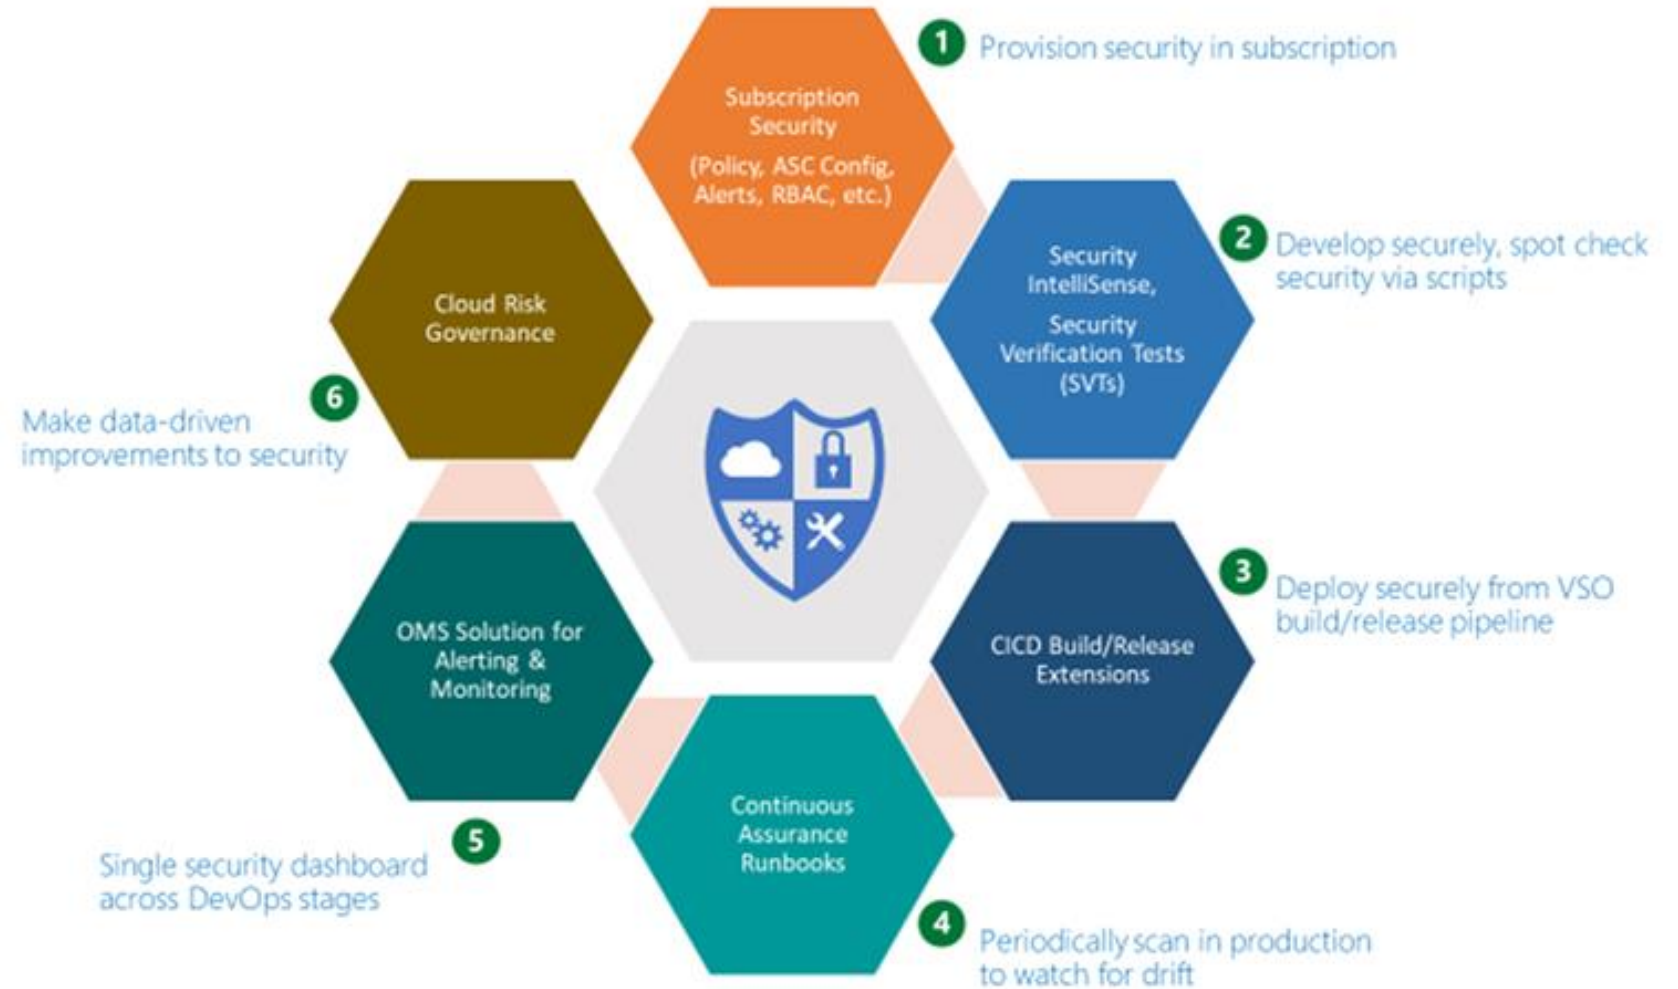 1
Provision security in subscription
Subscription
Security
(Policy, ASC Config,
Alerts, RBAC, etc.)
2
Develop securely, spot check
security via scripts
Security
IntelliSense,
Security
Verification Tests
(SVTs)
3
Deploy securely from VSO
build/release pipeline
CICD Build/Release
Extensions
4
Periodically scan in production
to watch for drift
Continuous
Assurance
Runbooks
5
Single security dashboard
across DevOps stages
OMS Solution for
Alerting &
Monitoring
6
Make data-driven
improvements to security
Cloud Risk
Governance